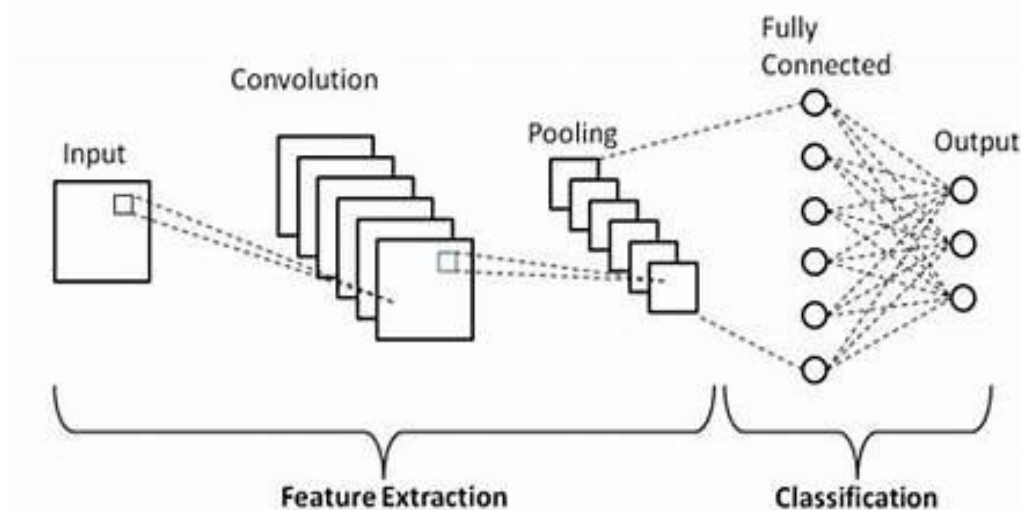 Input
Convolution
Pooling
Fully
Connected
Output
Feature Extraction
Classification